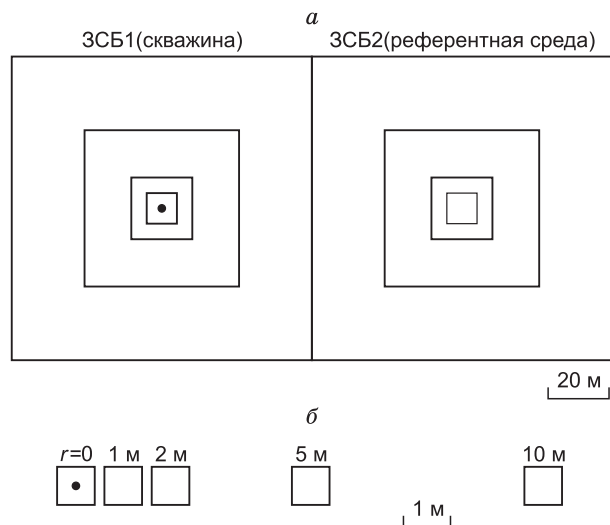 а
ЗСБ1(скважина) ЗСБ2(референтная среда)
20 м
б
r=0 1 м 2 м 5 м 10 м
1 м